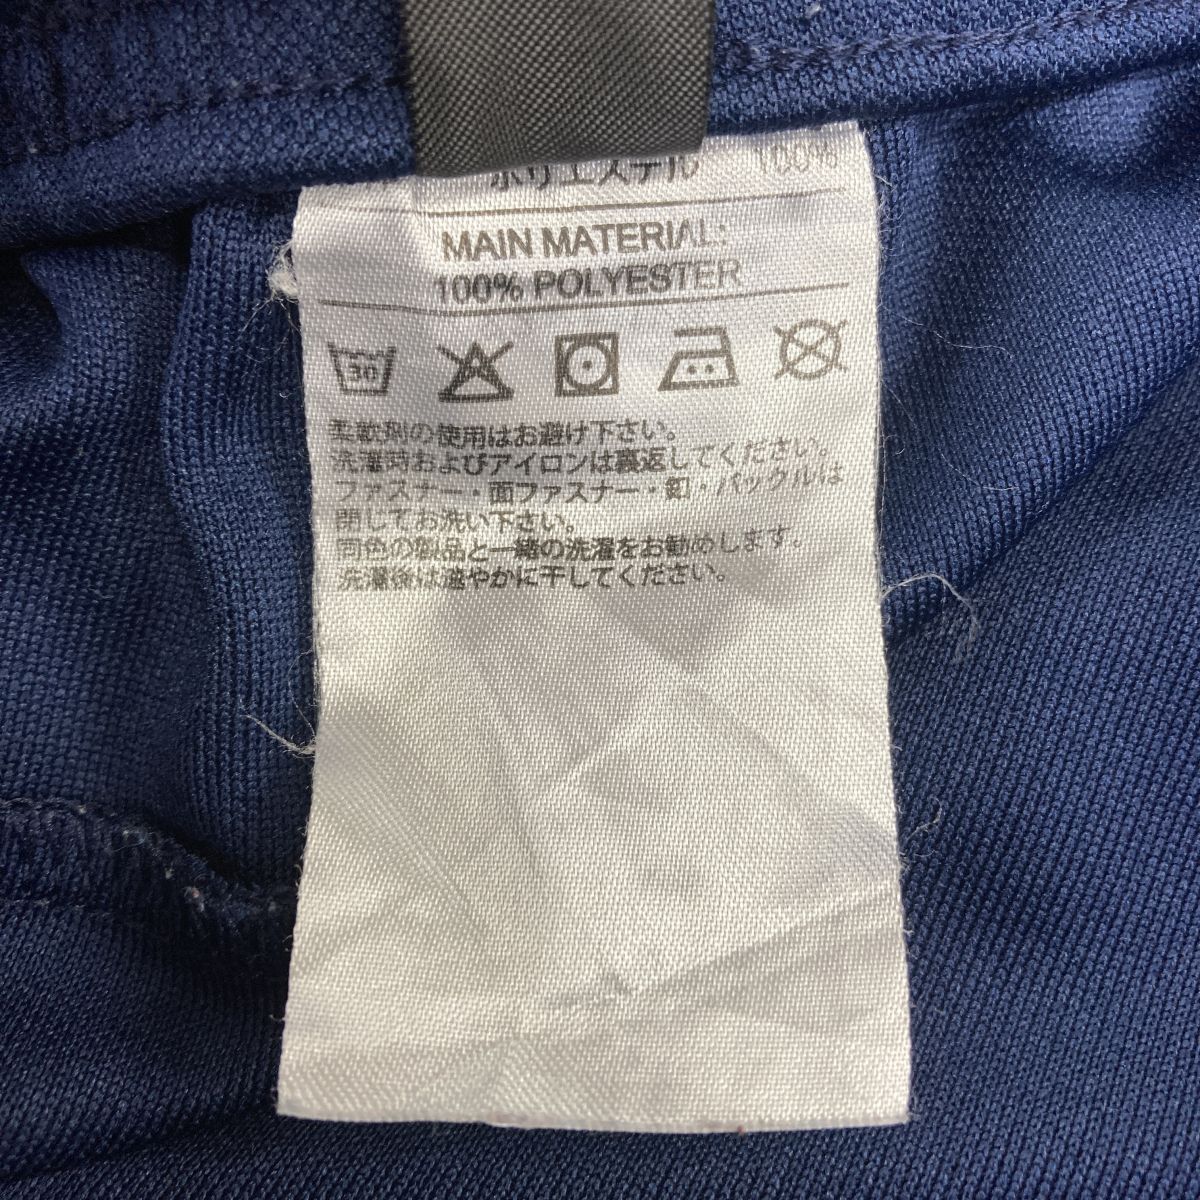 ポリエステル 100%
MAIN MATERIAL:
100% POLYESTER
30
柔軟剤の使用はお避け下さい。
洗濯時およびアイロンは裏返してください。
ファスナー・面ファスナー・釦・バックルは
閉じてお洗い下さい。
同色の製品と一緒の洗濯をお勧めします。
洗濯後は速やかに干してください。